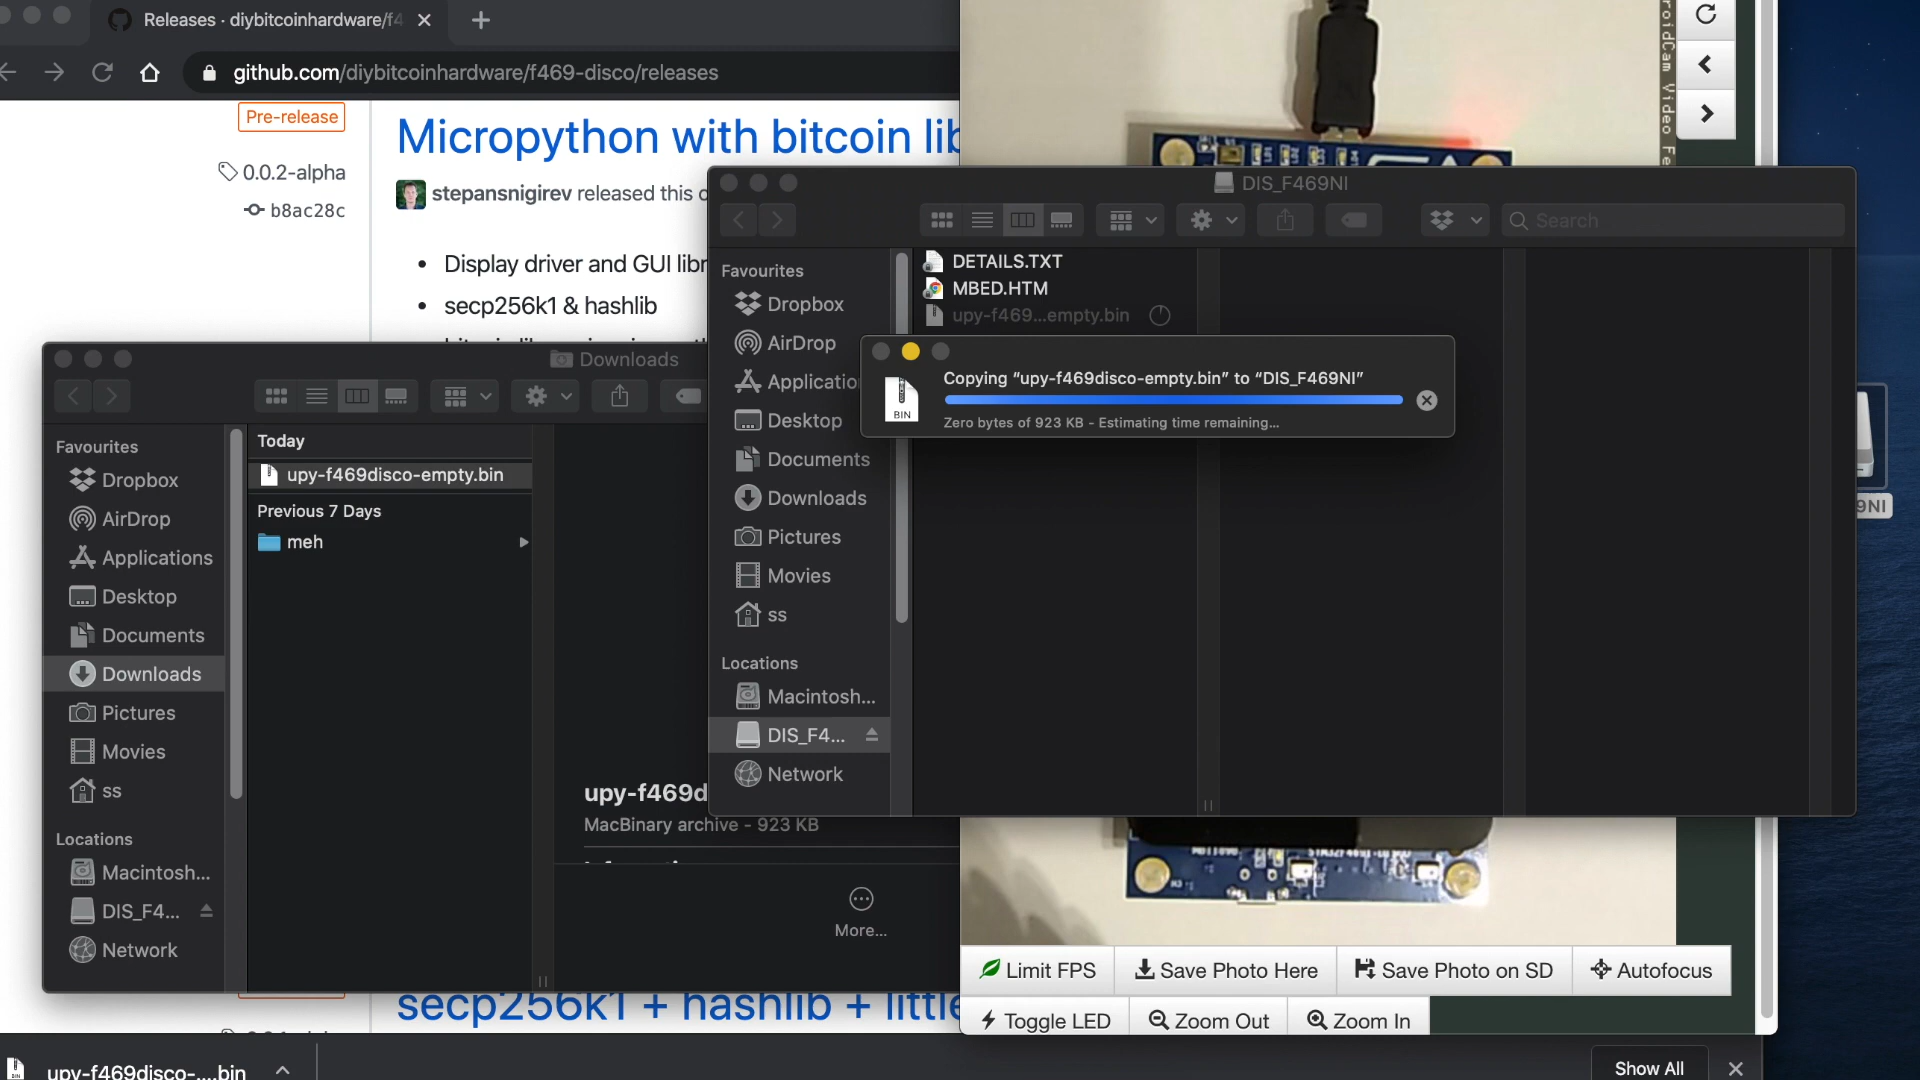 Releases · diybitcoinhardware/f4
github.com/diybitcoinhardware/f469-disco/releases
Pre-release
0.0.2-alpha
b8ac28c
Micropython with bitcoin lib
stepansnigirev released this
Display driver and GUI libr
secp256k1 & hashlib
Downloads
Favourites
Dropbox
AirDrop
Applications
Desktop
Documents
Downloads
Pictures
Movies
ss
Locations
Macintosh...
DIS_F4...
Network
Today
upy-f469disco-empty.bin
Previous 7 Days
meh
upy-f469d
MacBinary archive - 923 KB
More...
DIS_F469NI
Search
Favourites
Dropbox
AirDrop
Applicatio
Desktop
Documents
Downloads
Pictures
Movies
ss
Locations
Macintosh...
DIS_F4...
Network
DETAILS.TXT
MBED.HTM
upy-f469...empty.bin
Copying “upy-f469disco-empty.bin” to “DIS_F469NI”
BIN
Zero bytes of 923 KB - Estimating time remaining...
roidCam Video Fe
9NI
Limit FPS
Save Photo Here
Save Photo on SD
Autofocus
Toggle LED
Zoom Out
Zoom In
secp256k1 + hashlib + little
upy-f469disco-....bin
Show All